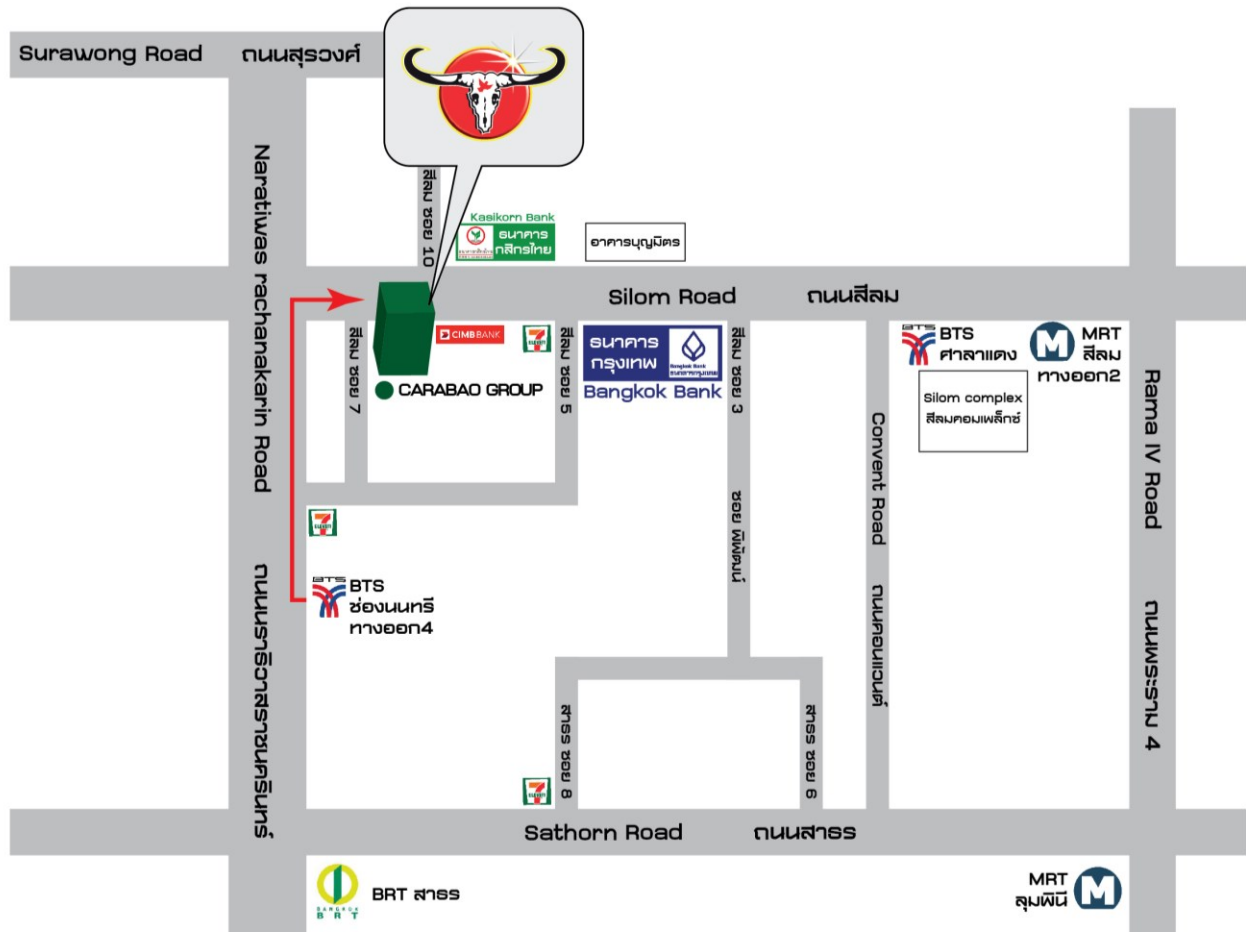 Surawong Road ถนนสุรวงศ์
Naratiwas rachanakarin Road
ถนนนราธิวาสราชนครินทร์
สีลม ซอย 10
Kasikorn Bank
ธนาคาร
กสิกรไทย
อาคารบุญมิตร
Silom Road ถนนสีลม
สีลม ซอย 7
CIMB BANK
CARABAO GROUP
สีลม ซอย 5
ธนาคาร
กรุงเทพ
Bangkok Bank
Bangkok Bank
สีลม ซอย 3
ซอย พิพัฒน์
BTS
BTS
ศาลาแดง
MRT
สีลม
ทางออก2
Silom complex
สีลมคอมเพล็กซ์
Convent Road
ถนนคอนแวนต์
Rama IV Road
ถนนพระราม 4
BTS
BTS
ช่องนนทรี
ทางออก4
สาธร ซอย 8
สาธร ซอย 6
Sathorn Road ถนนสาธร
BANGKOK
BRT
BRT สาธร
MRT
ลุมพินี
M